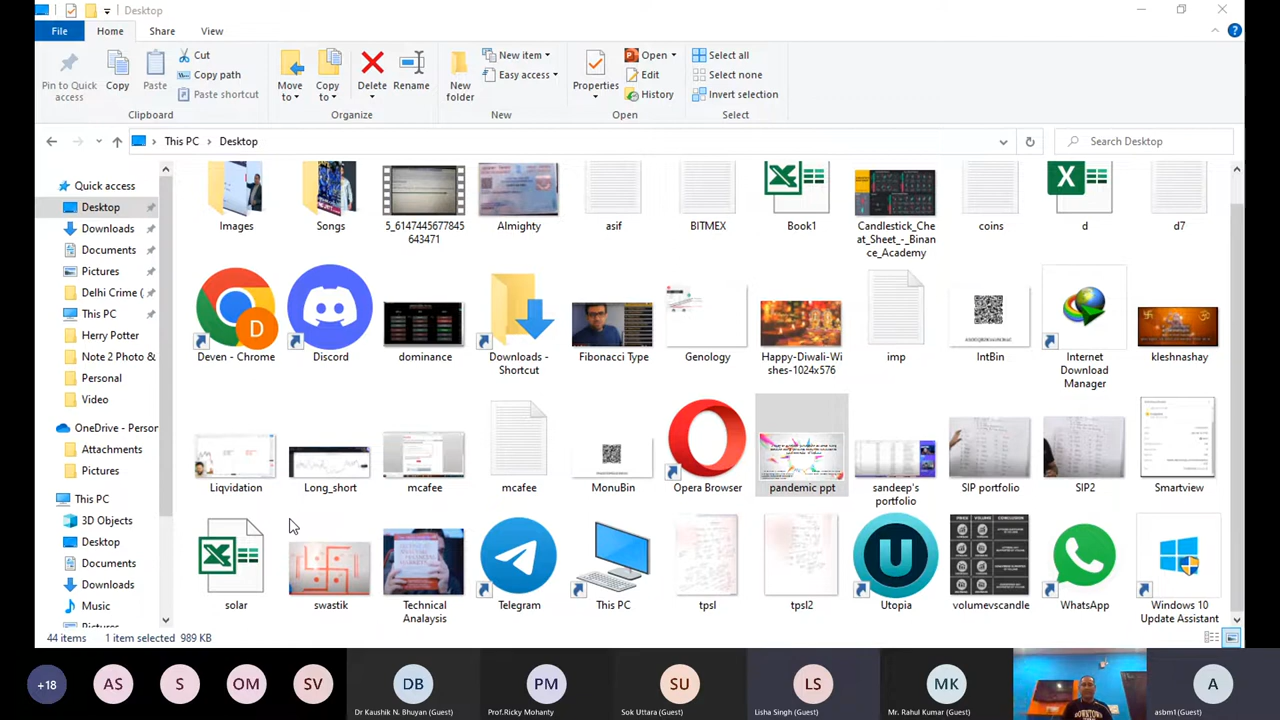 Desktop
File Home Share View
Pin to Quick access
Copy
Paste
Cut
Copy path
Paste shortcut
Move to
Copy to
Delete
Rename
New folder
New item
Easy access
Properties
Open
Edit
History
Select all
Select none
Invert selection
Clipboard Organize New Open Select
This PC > Desktop
Search Desktop
Quick access
Desktop
Downloads
Documents
Pictures
Delhi Crime (
This PC
Herry Potter
Note 2 Photo &
Personal
Video
OneDrive - Person
Attachments
Pictures
This PC
3D Objects
Desktop
Documents
Downloads
Music
Images
Songs
5_6147445677845
643471
Almighty
asif
BITMEX
Book1
Candlestick_Che
at_Sheet_-_Binan
ce_Academy
coins
d
d7
Deven - Chrome
Discord
dominance
Downloads -
Shortcut
Fibonacci Type
Genology
Happy-Diwali-Wi
shes-1024x576
imp
IntBin
Internet
Download
Manager
kleshnashay
Liqvidation
Long_short
mcafee
mcafee
MonuBin
Opera Browser
pandemic ppt
sandeep's
portfolio
SIP portfolio
SIP2
Smartview
solar
swastik
Technical
Analaysis
Telegram
This PC
tpsl
tpsl2
Utopia
volumevscandle
WhatsApp
Windows 10
Update Assistant
44 items 1 item selected 989 KB
+18
AS
S
OM
SV
DB
Dr Kaushik N. Bhuyan (Guest)
PM
Prof.Ricky Mohanty
SU
Sok Uttara (Guest)
LS
Lisha Singh (Guest)
MK
Mr. Rahul Kumar (Guest)
A
asbm1 (Guest)